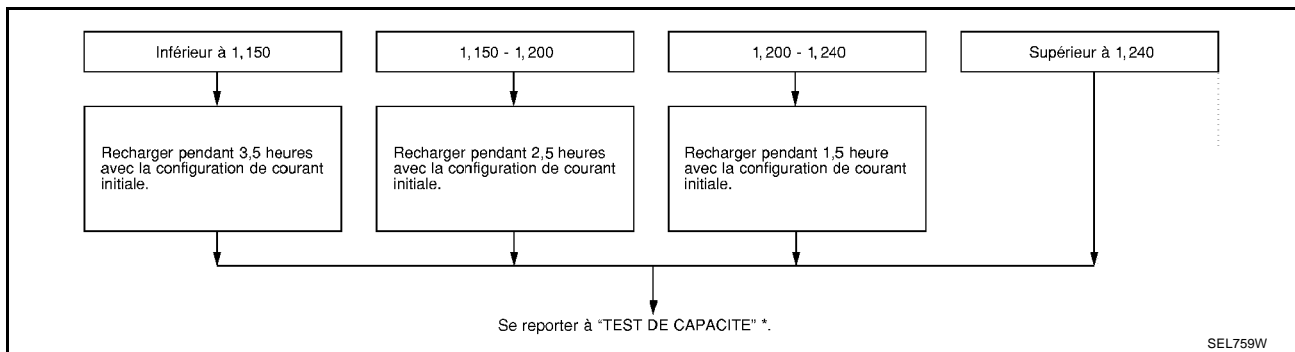 Inférieur à 1,150
1,150 - 1,200
1,200 - 1,240
Supérieur à 1,240
Recharger pendant 3,5 heures
avec la configuration de courant
initiale.
Recharger pendant 2,5 heures
avec la configuration de courant
initiale.
Recharger pendant 1,5 heure
avec la configuration de courant
initiale.
Se reporter à “TEST DE CAPACITE” *.
SEL759W